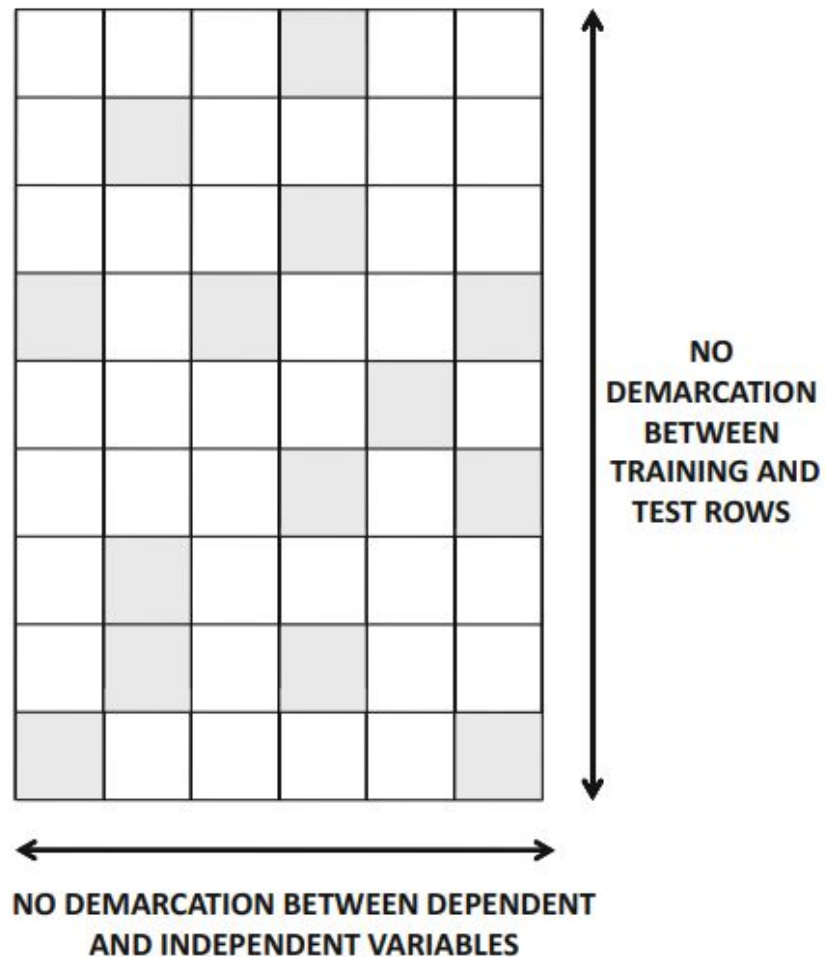 NO
DEMARCATION
BETWEEN
TRAINING AND
TEST ROWS
NO DEMARCATION BETWEEN DEPENDENT
AND INDEPENDENT VARIABLES